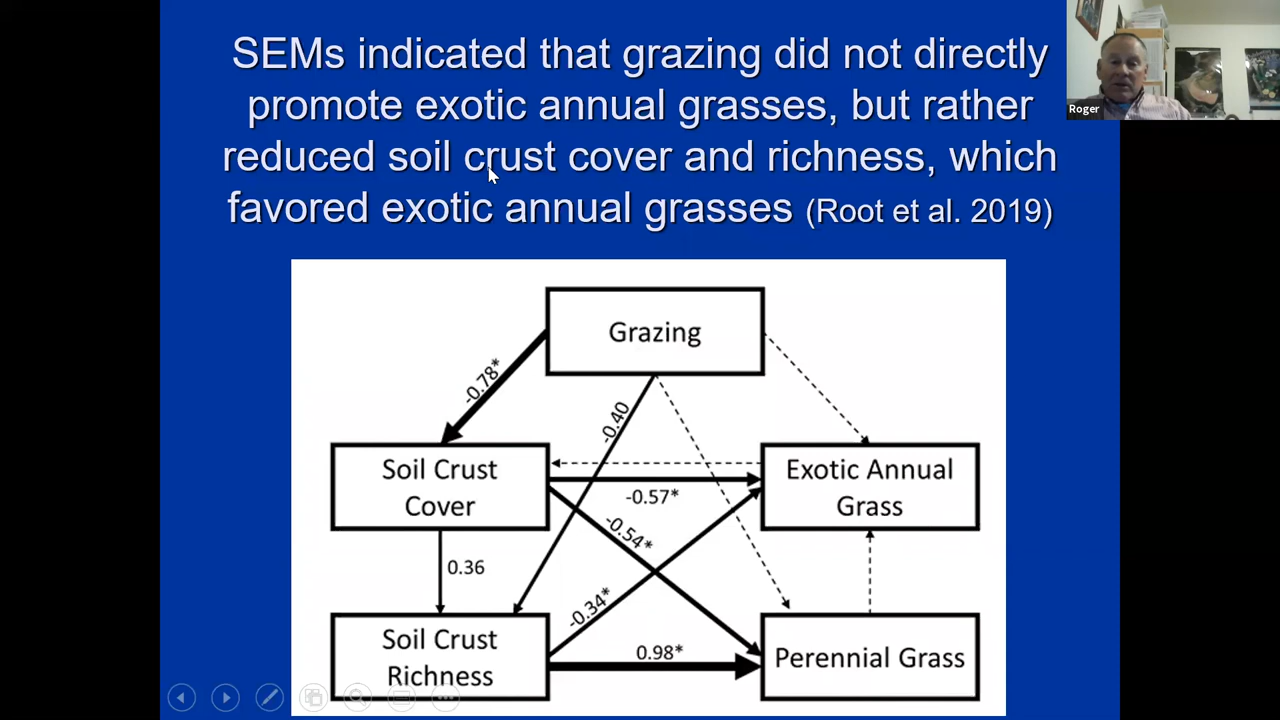 SEMs indicated that grazing did not directly
promote exotic annual grasses, but rather
reduced soil crust cover and richness, which
favored exotic annual grasses (Root et al. 2019)
Roger
Grazing
-0.78*
-0.40
Soil Crust
Cover
Exotic Annual
Grass
-0.57*
-0.54*
0.36
-0.34*
Soil Crust
Richness
0.98*
Perennial Grass